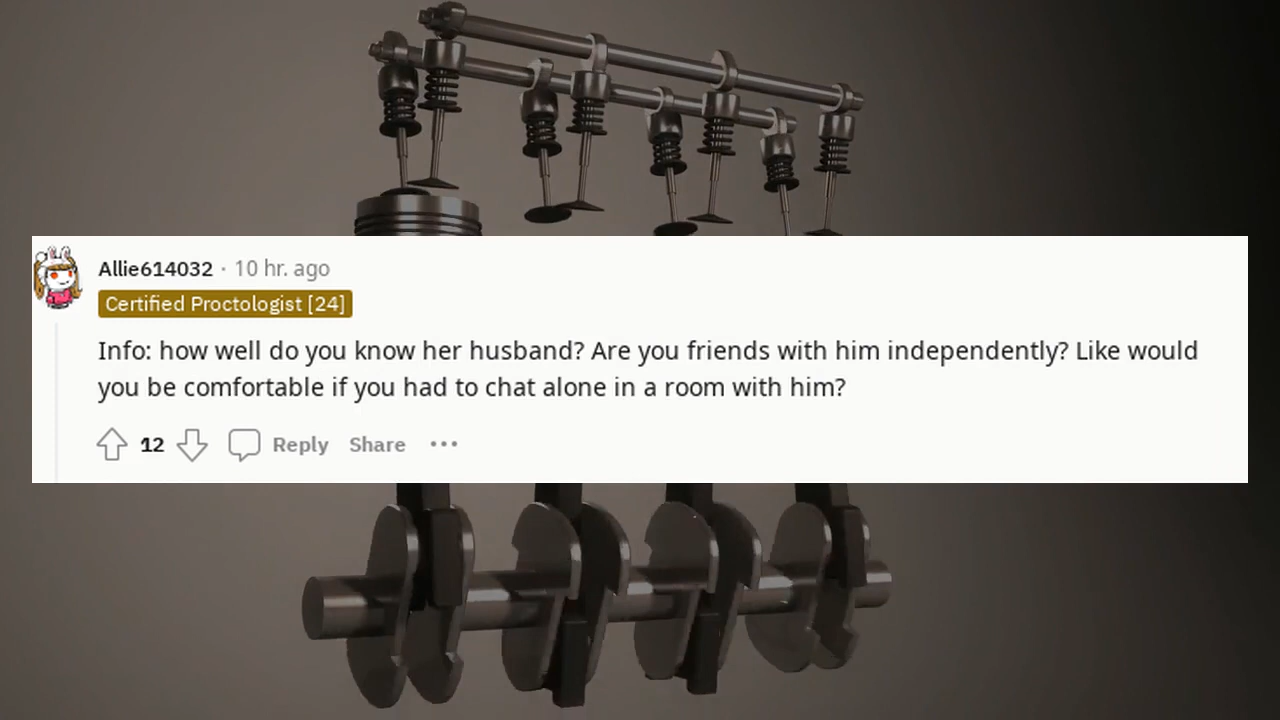 Allie614032 · 10 hr. ago
Certified Proctologist [24]
Info: how well do you know her husband? Are you friends with him independently? Like would
you be comfortable if you had to chat alone in a room with him?
12 Reply Share ···